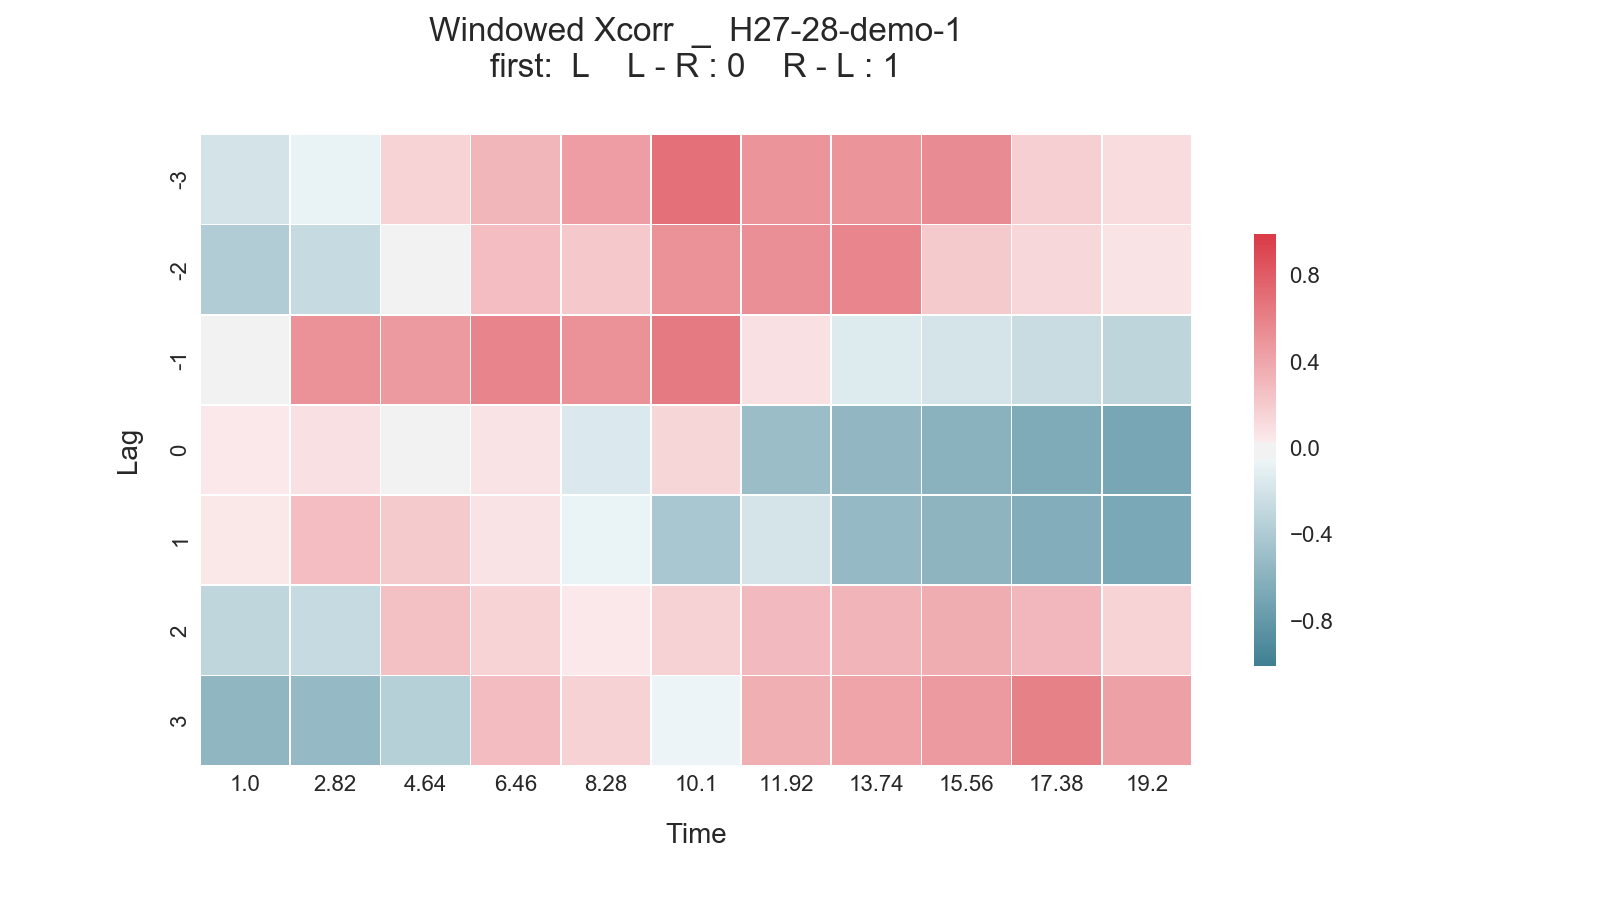 Windowed Xcorr _ H27-28-demo-1
first: L L - R : 0 R - L : 1
-3
-2
-1
0
1
2
3
Lag
1.0 2.82 4.64 6.46 8.28 10.1 11.92 13.74 15.56 17.38 19.2
Time
0.8
0.4
0.0
−0.4
−0.8